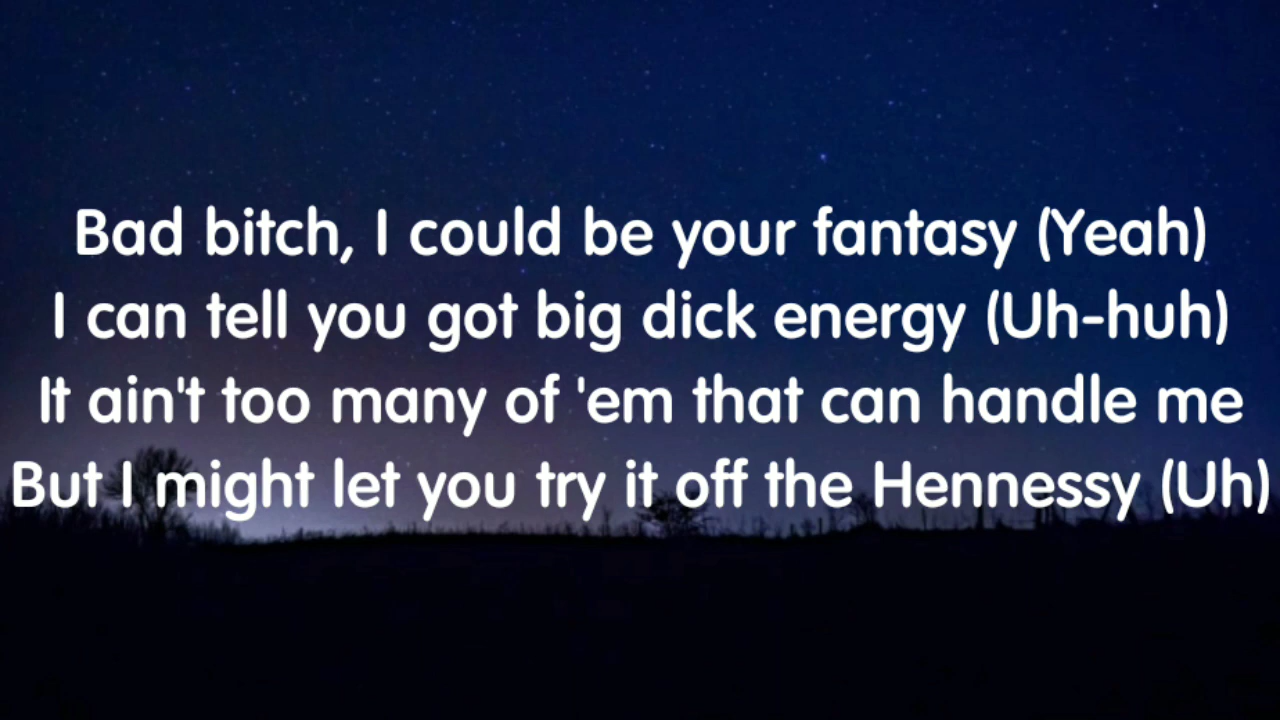 Bad bitch, I could be your fantasy (Yeah)
I can tell you got big dick energy (Uh-huh)
It ain't too many of 'em that can handle me
But I might let you try it off the Hennessy (Uh)